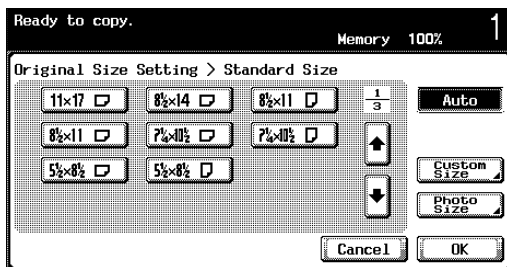 Ready to copy.
1
Memory 100%
Original Size Setting > Standard Size
11×17 8½×14 8½×11 1/3 Auto
8½×11 7¼×10½ 7¼×10½
5½×8½ 5½×8½
Custom Size
Photo Size
Cancel OK